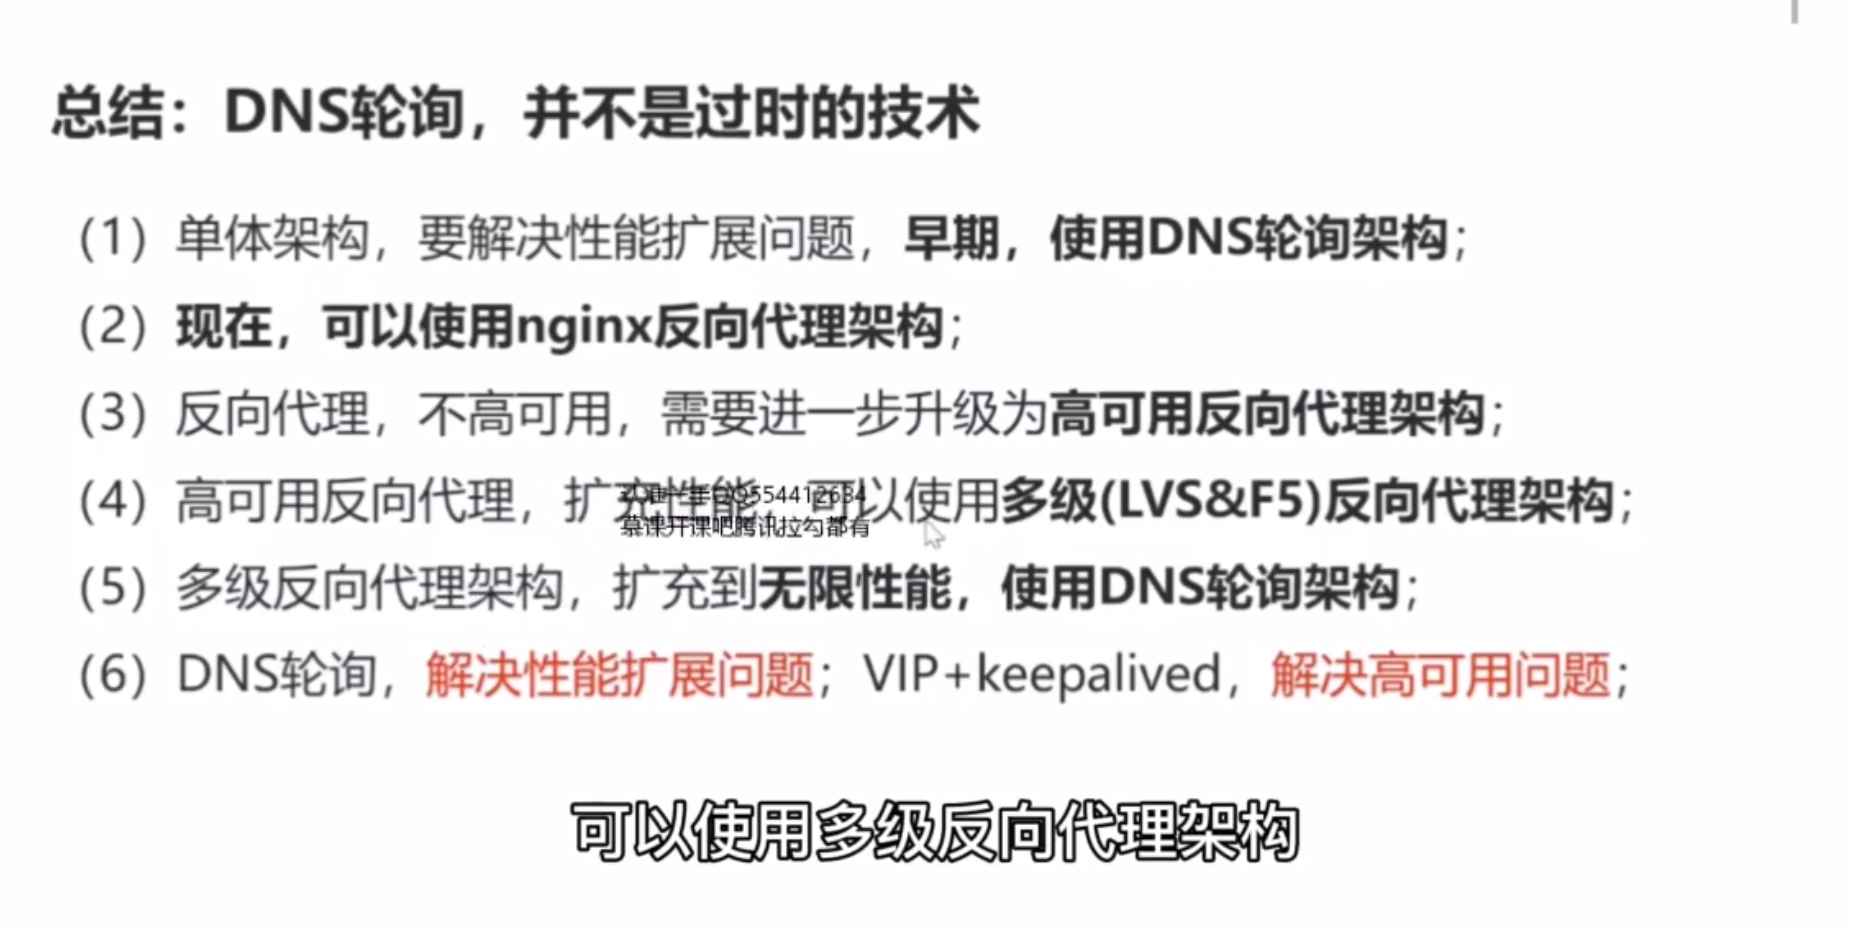 总结：DNS轮询，并不是过时的技术
（1）单体架构，要解决性能扩展问题，早期，使用DNS轮询架构；
（2）现在，可以使用nginx反向代理架构；
（3）反向代理，不高可用，需要进一步升级为高可用反向代理架构；
（4）高可用反向代理，扩充性能，可以使用多级(LVS&F5)反向代理架构；
QQ554412634
慕课开课吧腾讯拉勾都有
（5）多级反向代理架构，扩充到无限性能，使用DNS轮询架构；
（6）DNS轮询，解决性能扩展问题；VIP+keepalived，解决高可用问题；
可以使用多级反向代理架构